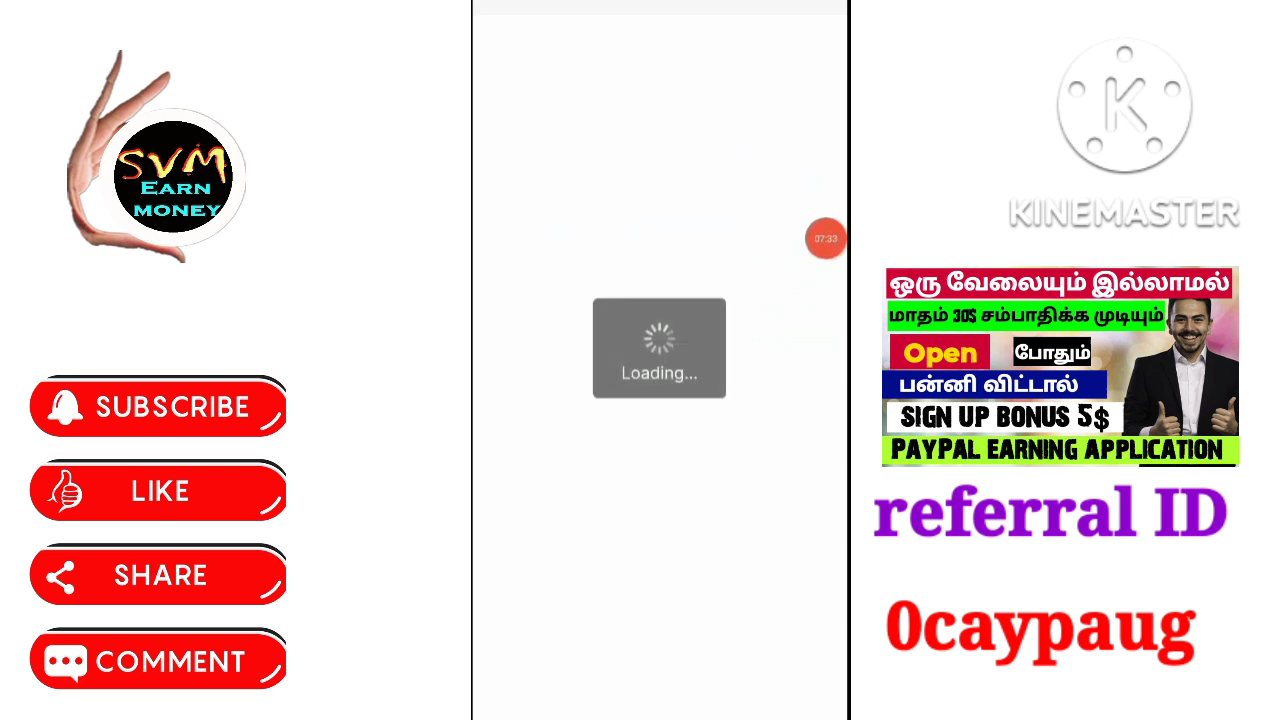 SVM
EARN
MONEY
SUBSCRIBE
LIKE
SHARE
COMMENT
07:33
Loading...
KINEMASTER
ஒரு வேலையும் இல்லாமல்
மாதம் 30$ சம்பாதிக்க முடியும்
Open போதும்
பன்னி விட்டால்
SIGN UP BONUS 5$
PAYPAL EARNING APPLICATION
referral ID
0caypaug